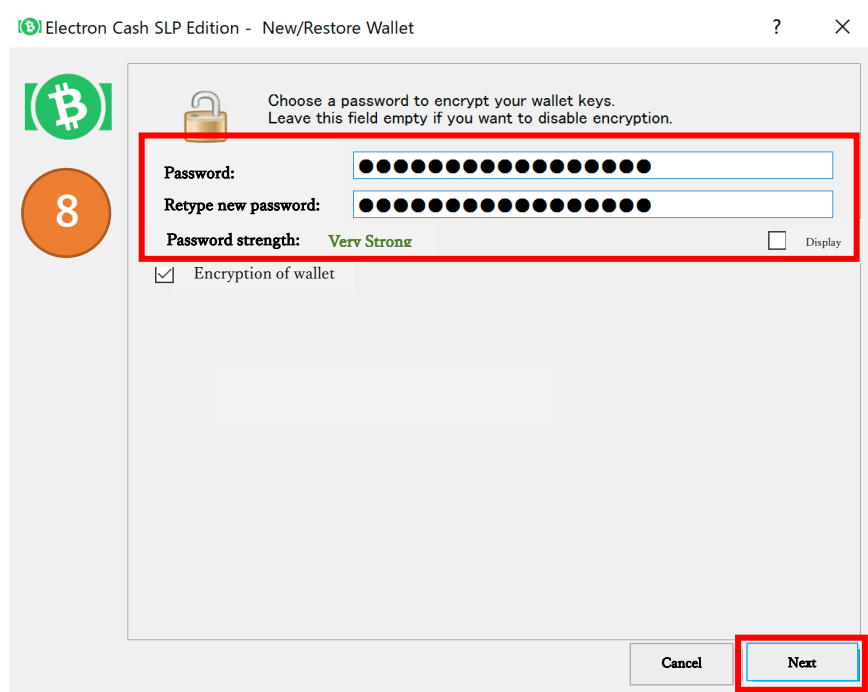 Electron Cash SLP Edition - New/Restore Wallet
?
Choose a password to encrypt your wallet keys.
Leave this field empty if you want to disable encryption.
Password:
8
Retype new password:
Password strength: Very Strong
Display
Encryption of wallet
Cancel
Next